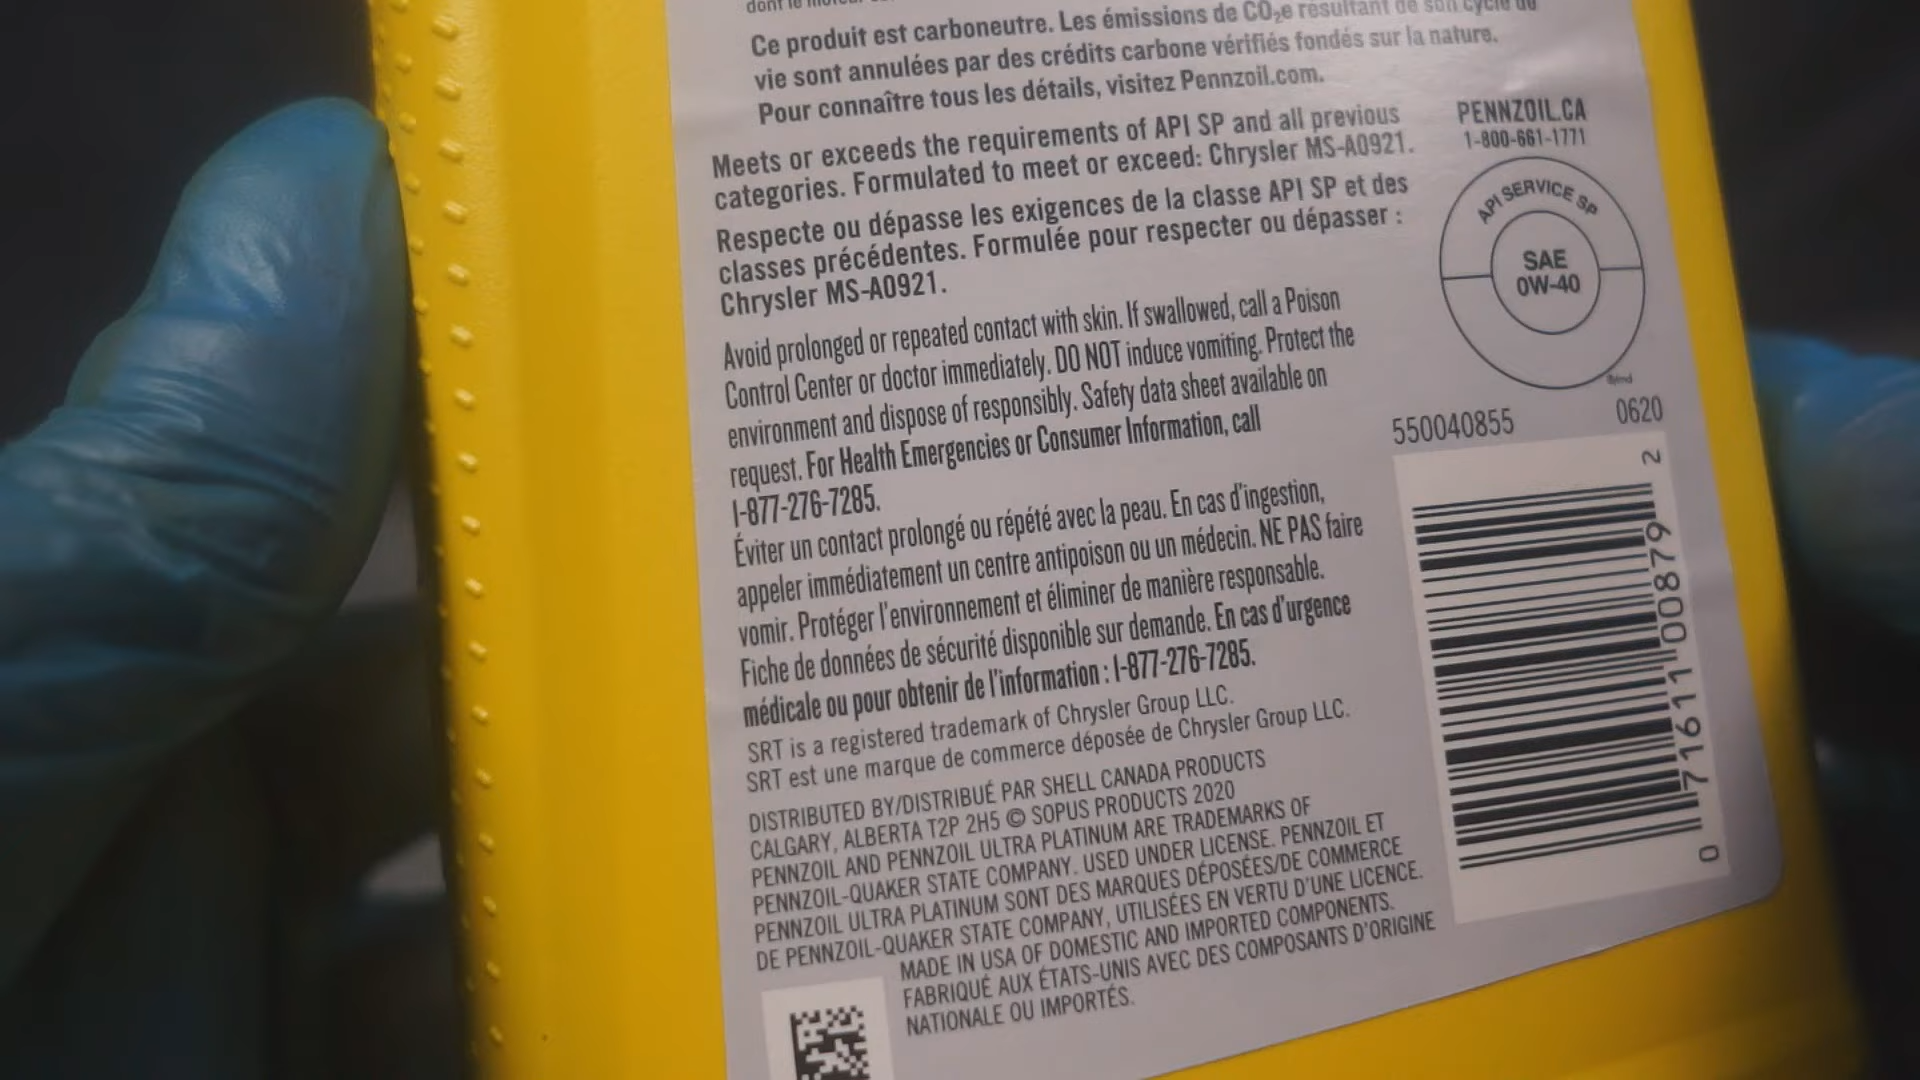 Ce produit est carboneutre. Les émissions de CO₂e résultant de son cycle de
vie sont annulées par des crédits carbone vérifiés fondés sur la nature.
Pour connaître tous les détails, visitez Pennzoil.com.
Meets or exceeds the requirements of API SP and all previous
categories. Formulated to meet or exceed: Chrysler MS-A0921.
Respecte ou dépasse les exigences de la classe API SP et des
classes précédentes. Formulée pour respecter ou dépasser :
Chrysler MS-A0921.
PENNZOIL.CA
1-800-661-1771
API SERVICE SP
SAE
0W-40
Avoid prolonged or repeated contact with skin. If swallowed, call a Poison
Control Center or doctor immediately. DO NOT induce vomiting. Protect the
environment and dispose of responsibly. Safety data sheet available on
request. For Health Emergencies or Consumer Information, call
1-877-276-7285.
Éviter un contact prolongé ou répété avec la peau. En cas d'ingestion,
appeler immédiatement un centre antipoison ou un médecin. NE PAS faire
vomir. Protéger l'environnement et éliminer de manière responsable.
Fiche de données de sécurité disponible sur demande. En cas d'urgence
médicale ou pour obtenir de l'information : 1-877-276-7285.
550040855 0620
0 71611 00879 2
SRT is a registered trademark of Chrysler Group LLC.
SRT est une marque de commerce déposée de Chrysler Group LLC.
DISTRIBUTED BY/DISTRIBUÉ PAR SHELL CANADA PRODUCTS
CALGARY, ALBERTA T2P 2H5 © SOPUS PRODUCTS 2020
PENNZOIL AND PENNZOIL ULTRA PLATINUM ARE TRADEMARKS OF
PENNZOIL-QUAKER STATE COMPANY. USED UNDER LICENSE. PENNZOIL ET
PENNZOIL ULTRA PLATINUM SONT DES MARQUES DÉPOSÉES/DE COMMERCE
DE PENNZOIL-QUAKER STATE COMPANY, UTILISÉES EN VERTU D'UNE LICENCE.
MADE IN USA OF DOMESTIC AND IMPORTED COMPONENTS.
FABRIQUÉ AUX ÉTATS-UNIS AVEC DES COMPOSANTS D'ORIGINE
NATIONALE OU IMPORTÉS.